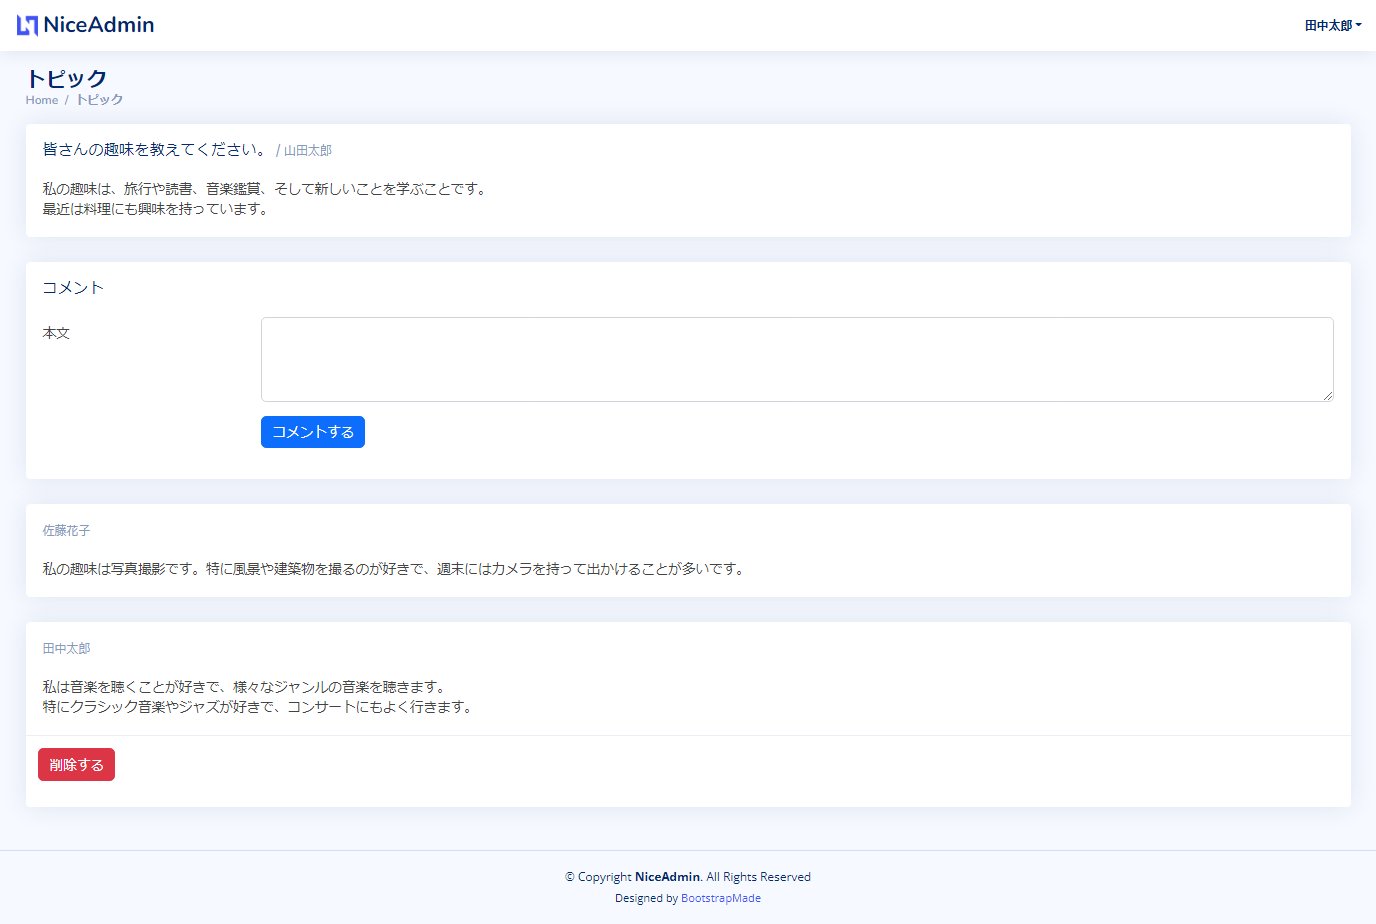 NiceAdmin
田中太郎
トピック
Home / トピック
皆さんの趣味を教えてください。 / 山田太郎
私の趣味は、旅行や読書、音楽鑑賞、そして新しいことを学ぶことです。
最近は料理にも興味を持っています。
コメント
本文
コメントする
佐藤花子
私の趣味は写真撮影です。特に風景や建築物を撮るのが好きで、週末にはカメラを持って出かけることが多いです。
田中太郎
私は音楽を聴くことが好きで、様々なジャンルの音楽を聴きます。
特にクラシック音楽やジャズが好きで、コンサートにもよく行きます。
削除する
© Copyright NiceAdmin. All Rights Reserved
Designed by BootstrapMade